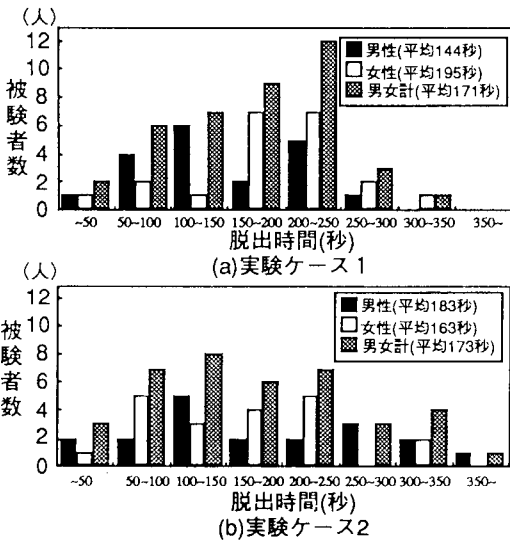 (人)
12
10
8
6
4
2
0
被験者数
男性(平均144秒)
女性(平均195秒)
男女計(平均171秒)
~50 50~100 100~150 150~200 200~250 250~300 300~350 350~
脱出時間(秒)
(a)実験ケース1
(人)
12
10
8
6
4
2
0
被験者数
男性(平均183秒)
女性(平均163秒)
男女計(平均173秒)
~50 50~100 100~150 150~200 200~250 250~300 300~350 350~
脱出時間(秒)
(b)実験ケース2